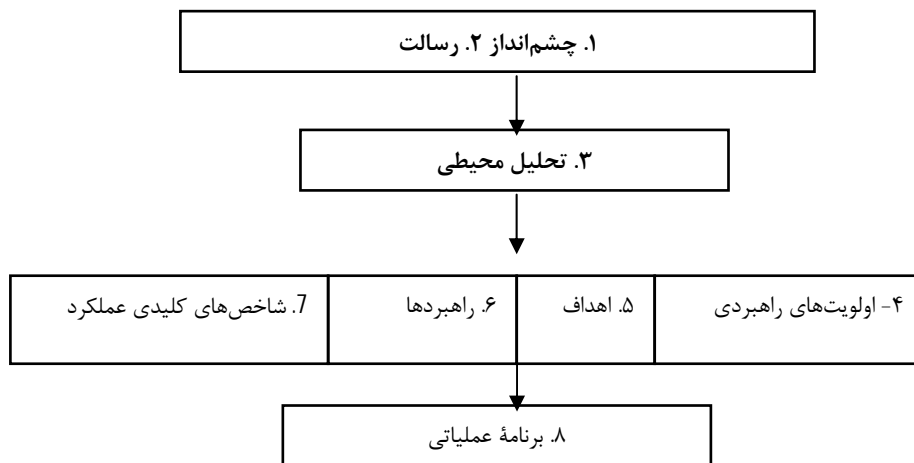 ۱. چشم‌انداز ۲. رسالت
۳. تحلیل محیطی
۴- اولویت‌های راهبردی
۵. اهداف
۶. راهبردها
7. شاخص‌های کلیدی عملکرد
۸. برنامهٔ عملیاتی